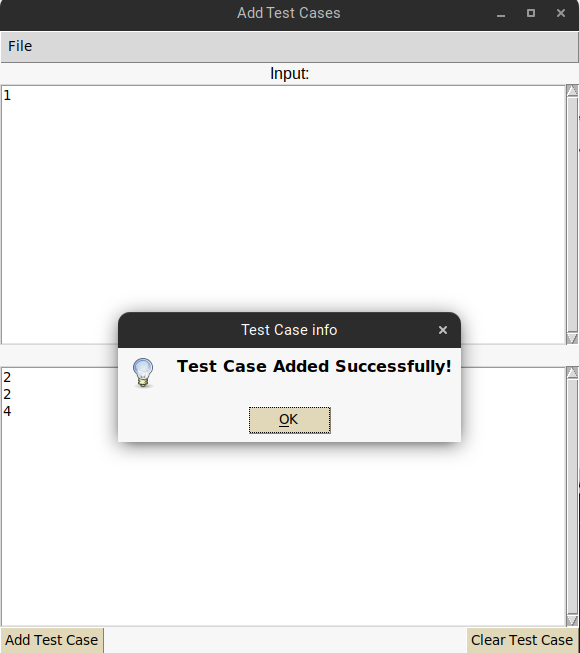 Add Test Cases
File
Input:
1
Test Case info
Test Case Added Successfully!
OK
2
2
4
Add Test Case
Clear Test Case